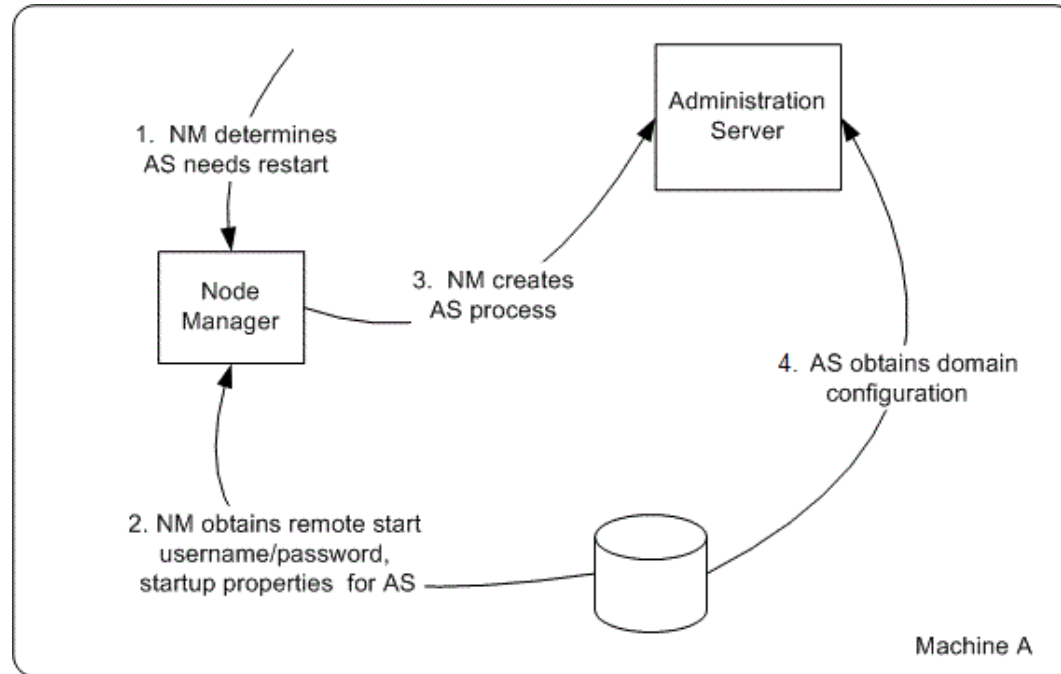 Administration
Server
1. NM determines
AS needs restart
Node
Manager
3. NM creates
AS process
4. AS obtains domain
configuration
2. NM obtains remote start
username/password,
startup properties for AS
Machine A